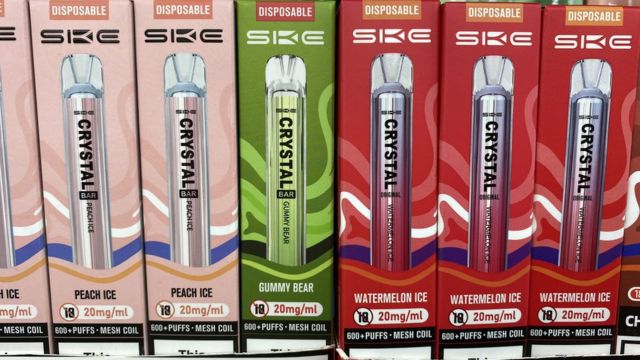 DISPOSABLE
SKE
CRYSTAL
BAR
PEACH ICE
PEACH ICE
18 20mg/ml
600+PUFFS · MESH COIL
DISPOSABLE
SKE
CRYSTAL
BAR
PEACH ICE
PEACH ICE
18 20mg/ml
600+PUFFS · MESH COIL
This
DISPOSABLE
SKE
CRYSTAL
BAR
GUMMY BEAR
GUMMY BEAR
18 20mg/ml
600+PUFFS · MESH COIL
DISPOSABLE
SKE
CRYSTAL
ORIGINAL
WATERMELON ICE
18 20mg/ml
600+PUFFS · MESH COIL
DISPOSABLE
SKE
CRYSTAL
ORIGINAL
WATERMELON ICE
18 20mg/ml
600+PUFFS · MESH COIL
DISPOSABLE
SKE
CRYSTAL
ORIGINAL
WATERMELON ICE
18 20mg/ml
600+PUFFS · MESH COIL